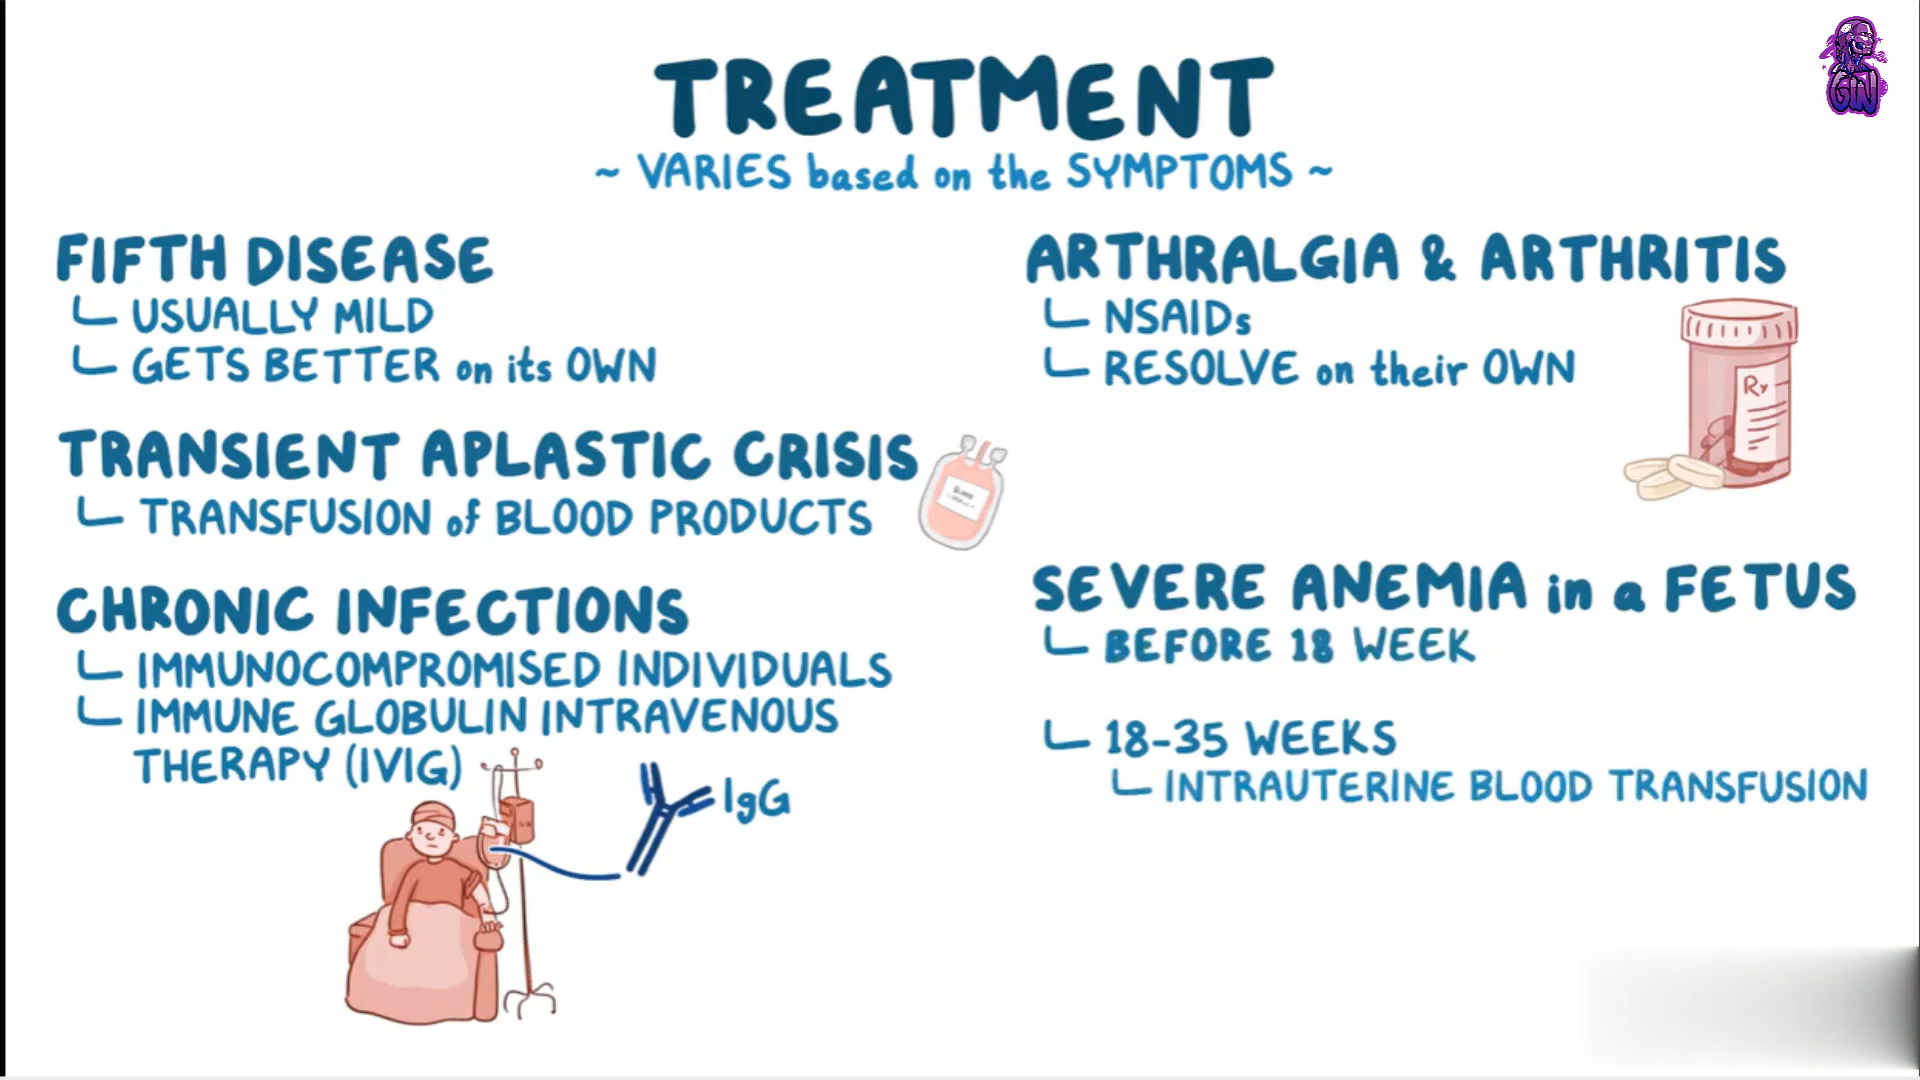 TREATMENT
~ VARIES based on the SYMPTOMS ~
FIFTH DISEASE
USUALLY MILD
GETS BETTER on its OWN
TRANSIENT APLASTIC CRISIS
TRANSFUSION of BLOOD PRODUCTS
CHRONIC INFECTIONS
IMMUNOCOMPROMISED INDIVIDUALS
IMMUNE GLOBULIN INTRAVENOUS
THERAPY (IVIG)
IgG
ARTHRALGIA & ARTHRITIS
NSAIDs
RESOLVE on their OWN
Rx
SEVERE ANEMIA in a FETUS
BEFORE 18 WEEK
18-35 WEEKS
INTRAUTERINE BLOOD TRANSFUSION
GIN